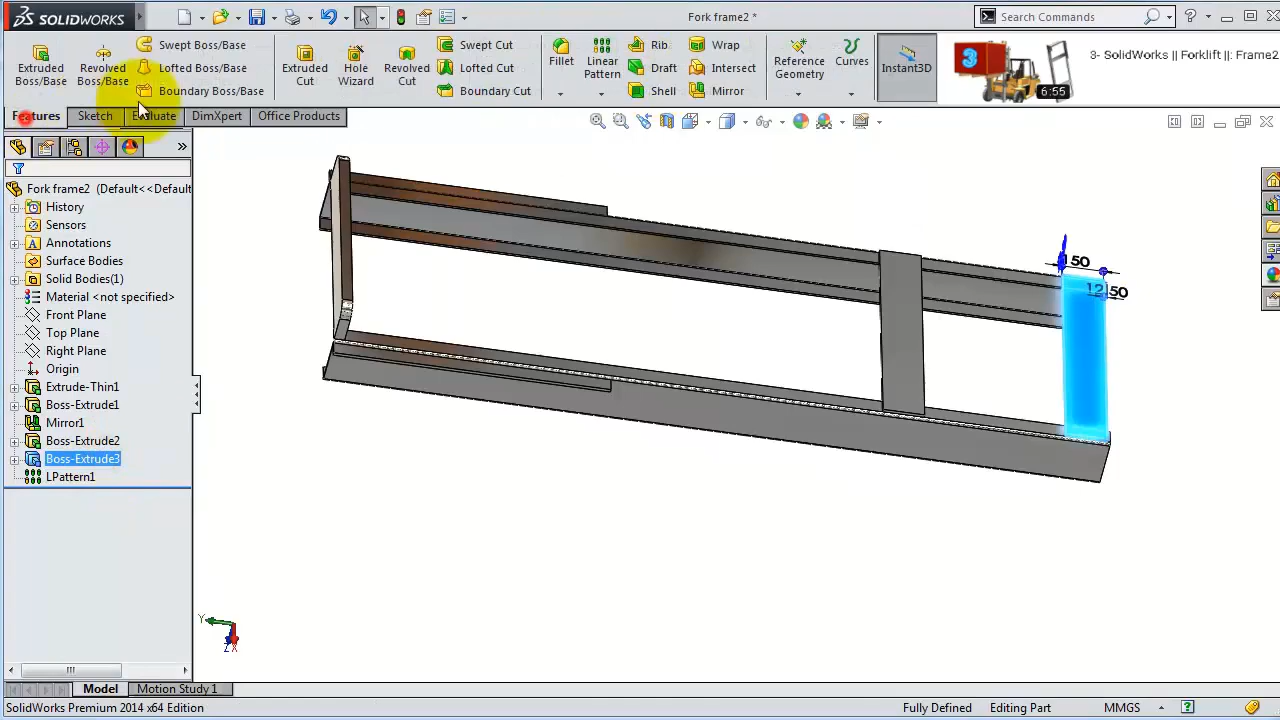 SOLIDWORKS
Fork frame2 *
Search Commands
Extruded Boss/Base
Revolved Boss/Base
Swept Boss/Base
Lofted Boss/Base
Boundary Boss/Base
Extruded Cut
Hole Wizard
Revolved Cut
Swept Cut
Lofted Cut
Boundary Cut
Fillet
Linear Pattern
Rib
Draft
Shell
Wrap
Intersect
Mirror
Reference Geometry
Curves
Instant3D
3
6:55
3- SolidWorks || Forklift ||: Frame2
Features
Sketch
Evaluate
DimXpert
Office Products
Fork frame2 (Default<<Default
History
Sensors
Annotations
Surface Bodies
Solid Bodies(1)
Material <not specified>
Front Plane
Top Plane
Right Plane
Origin
Extrude-Thin1
Boss-Extrude1
Mirror1
Boss-Extrude2
Boss-Extrude3
LPattern1
150
12.50
Y
Z
X
Model
Motion Study 1
SolidWorks Premium 2014 x64 Edition
Fully Defined
Editing Part
MMGS